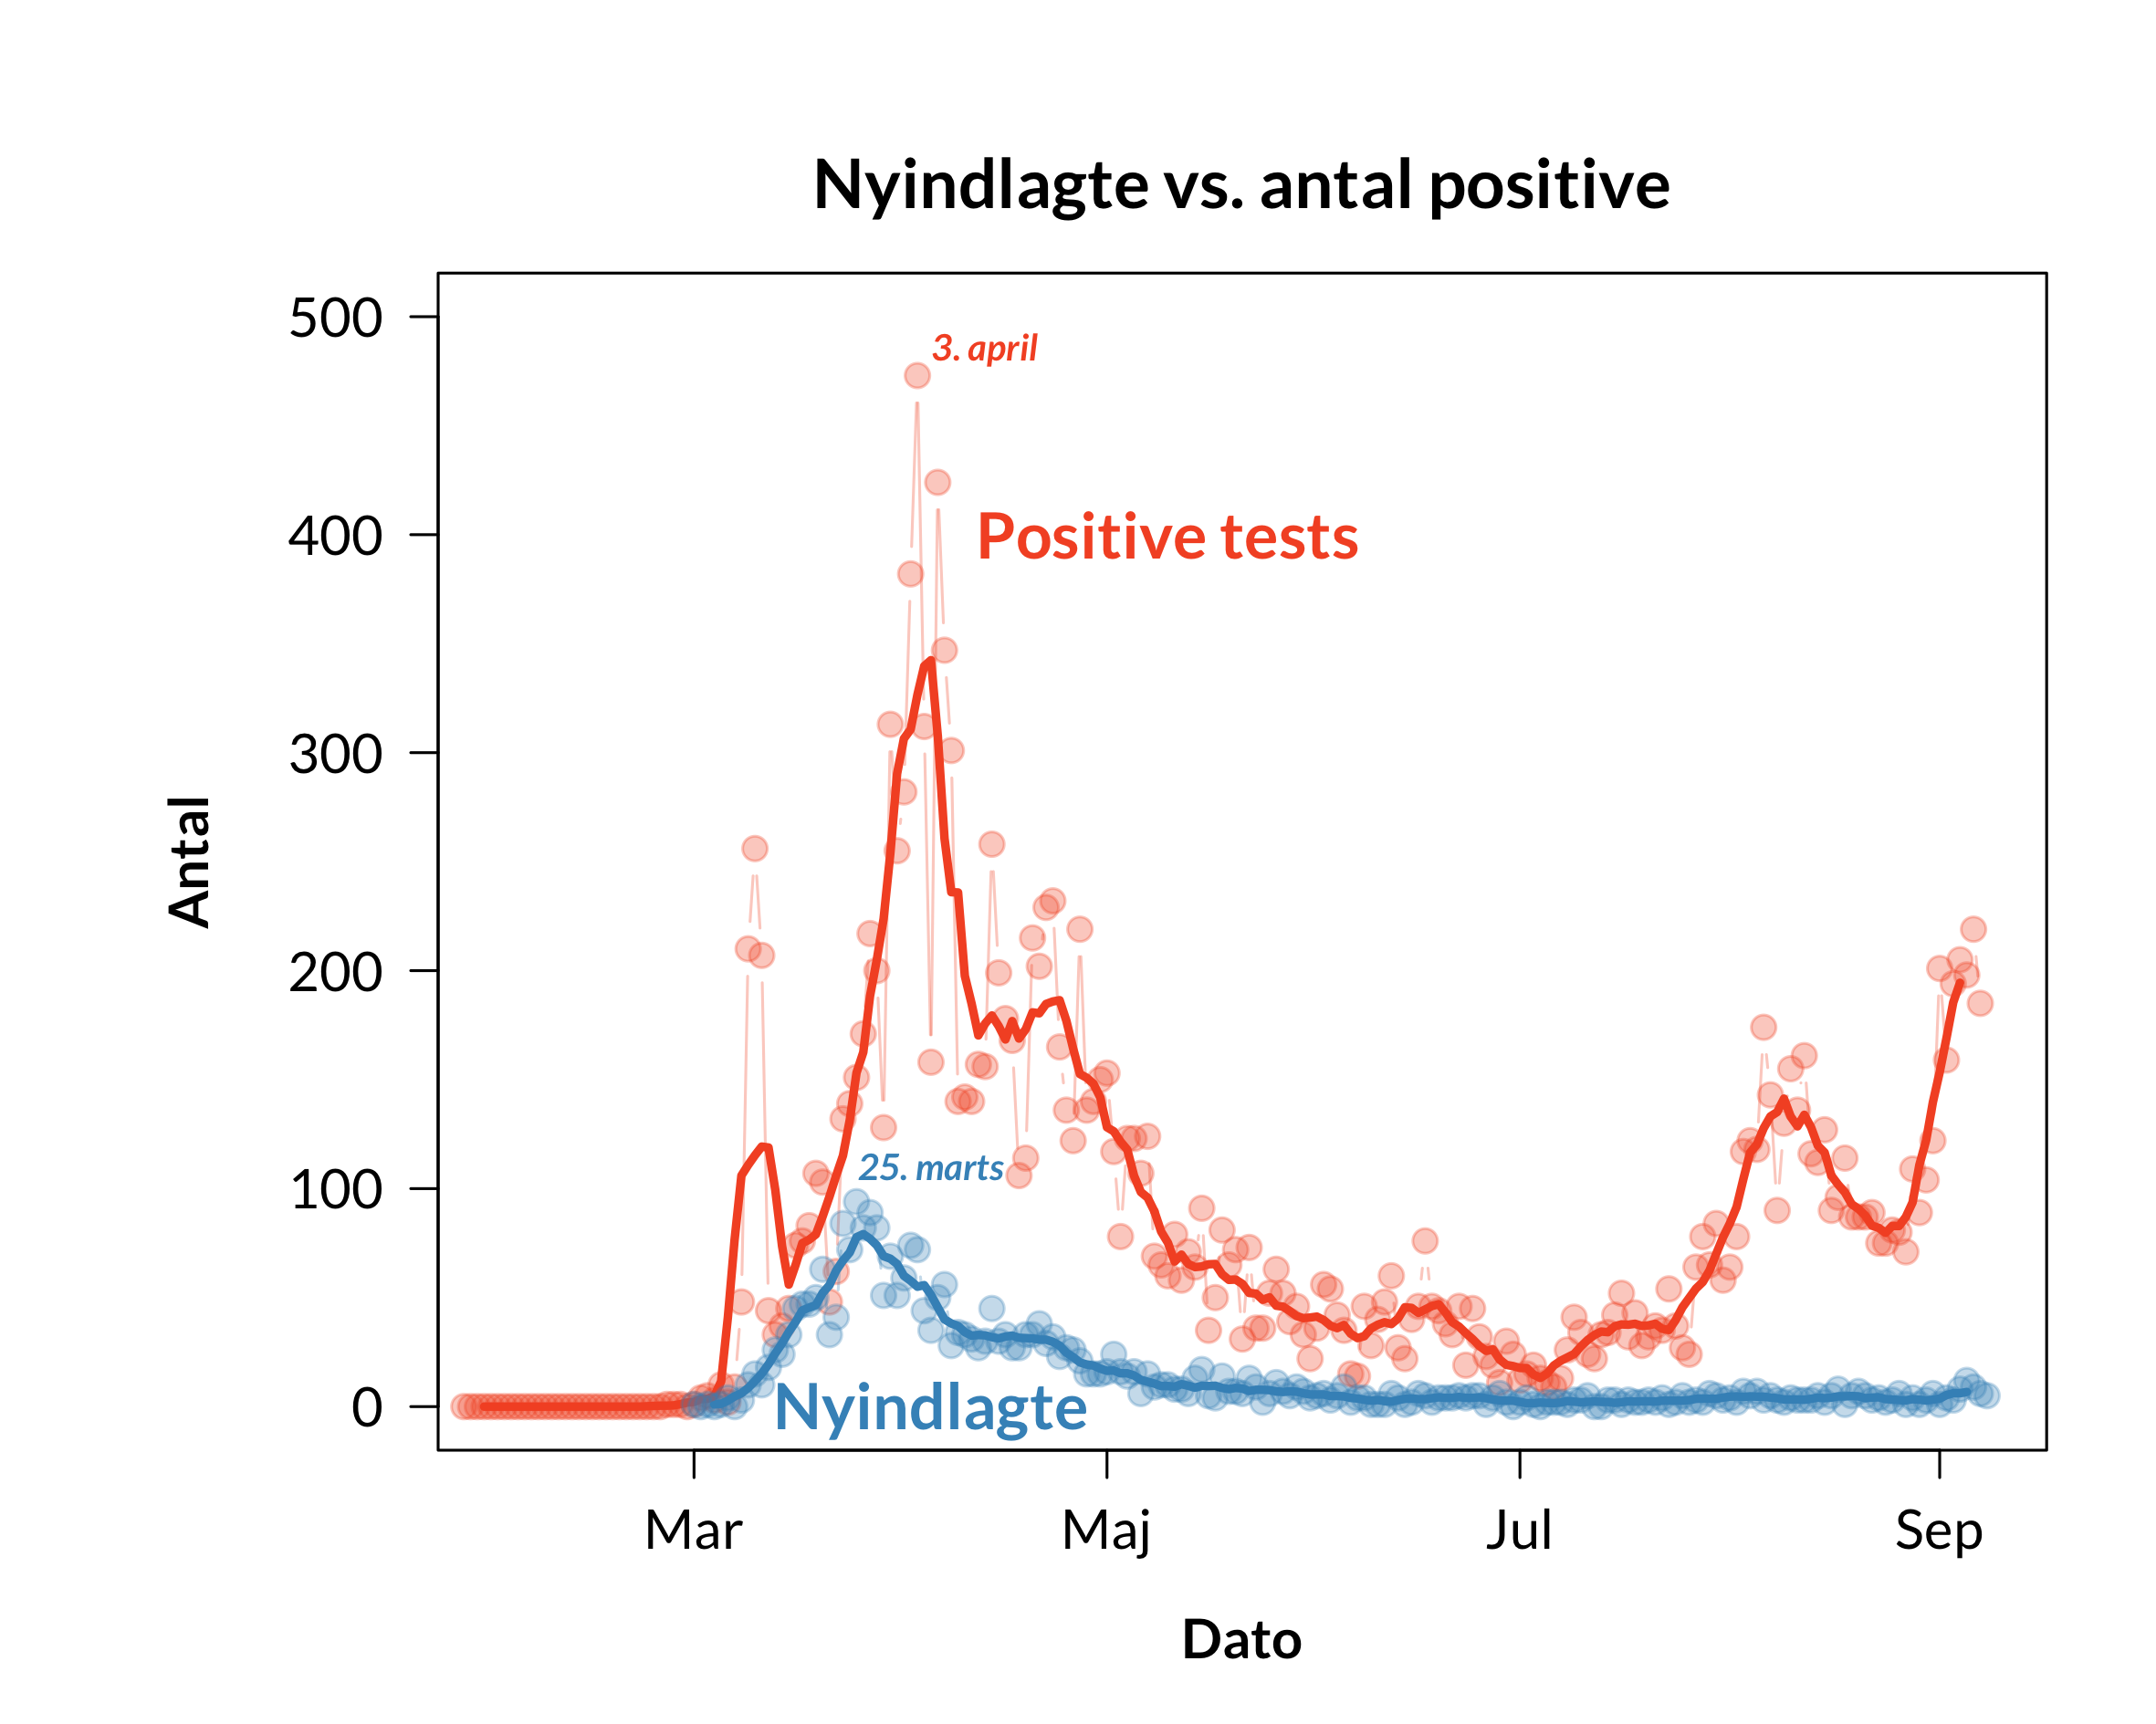 Nyindlagte vs. antal positive
500
400
300
200
100
0
Antal
3. april
Positive tests
25. marts
Nyindlagte
Mar
Maj
Jul
Sep
Dato